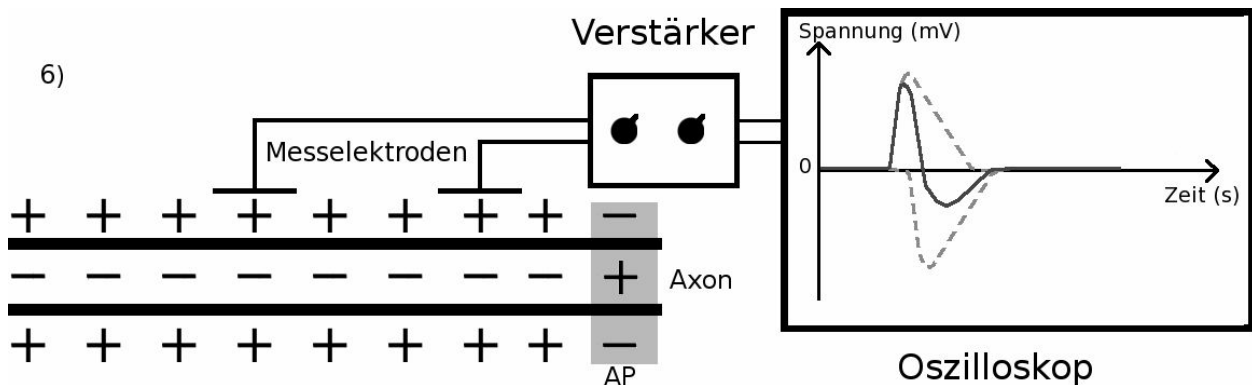 6)
Verstärker
Spannung (mV)
Messelektroden
0
Zeit (s)
+ + + + + + + + −
− − − − − − − − +
Axon
+ + + + + + + + −
AP
Oszilloskop